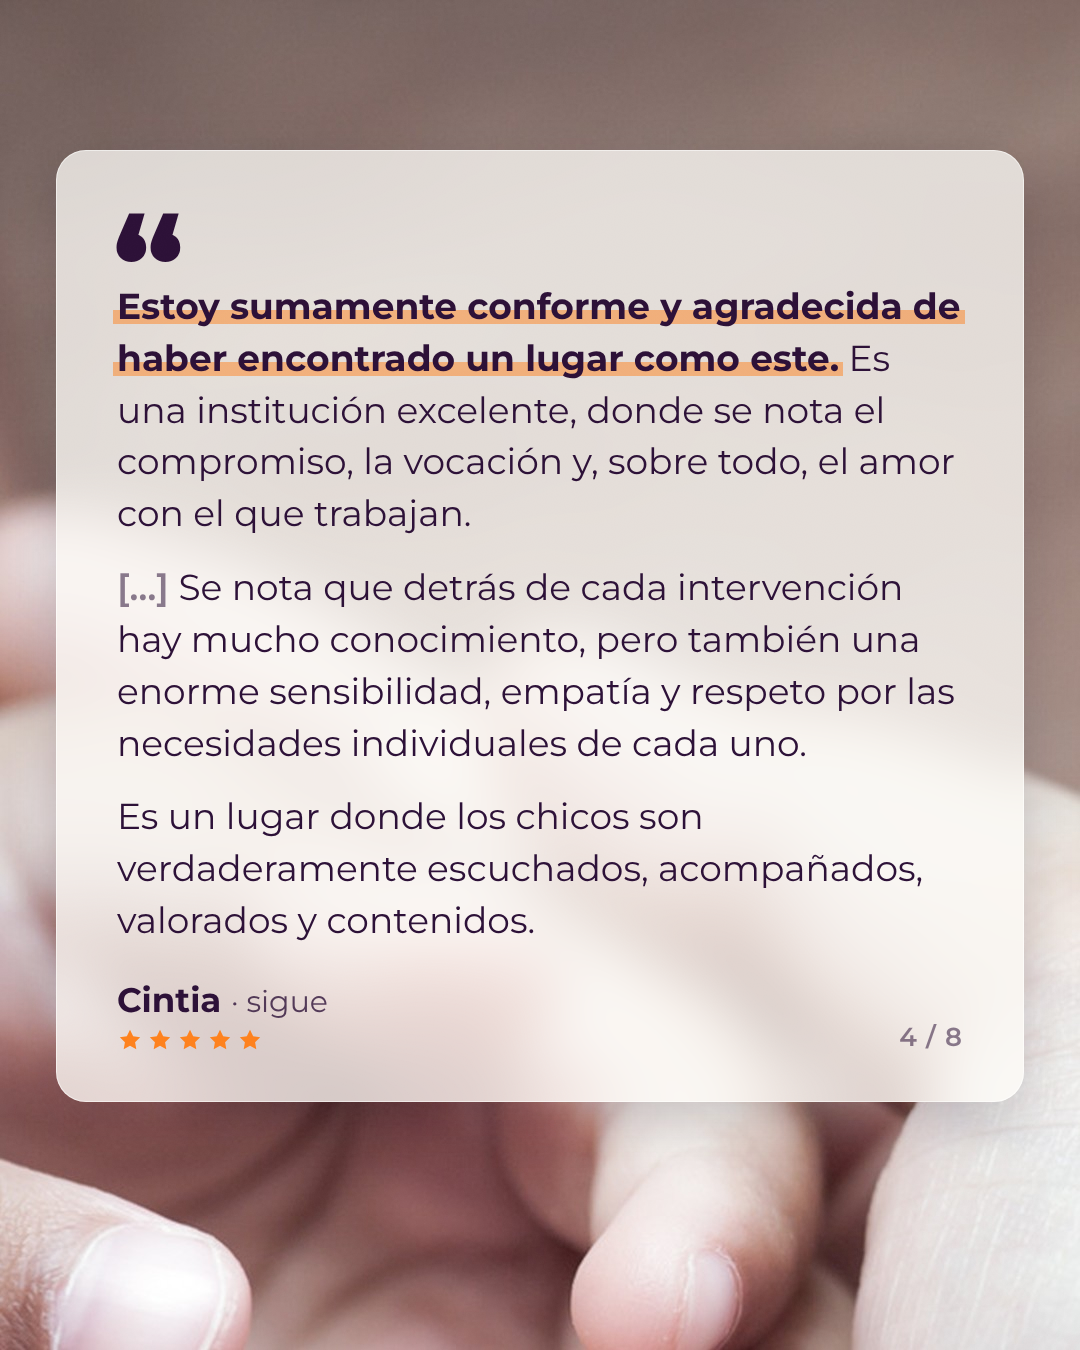 “
Estoy sumamente conforme y agradecida de
haber encontrado un lugar como este. Es
una institución excelente, donde se nota el
compromiso, la vocación y, sobre todo, el amor
con el que trabajan.
[...] Se nota que detrás de cada intervención
hay mucho conocimiento, pero también una
enorme sensibilidad, empatía y respeto por las
necesidades individuales de cada uno.
Es un lugar donde los chicos son
verdaderamente escuchados, acompañados,
valorados y contenidos.
Cintia · sigue
4 / 8